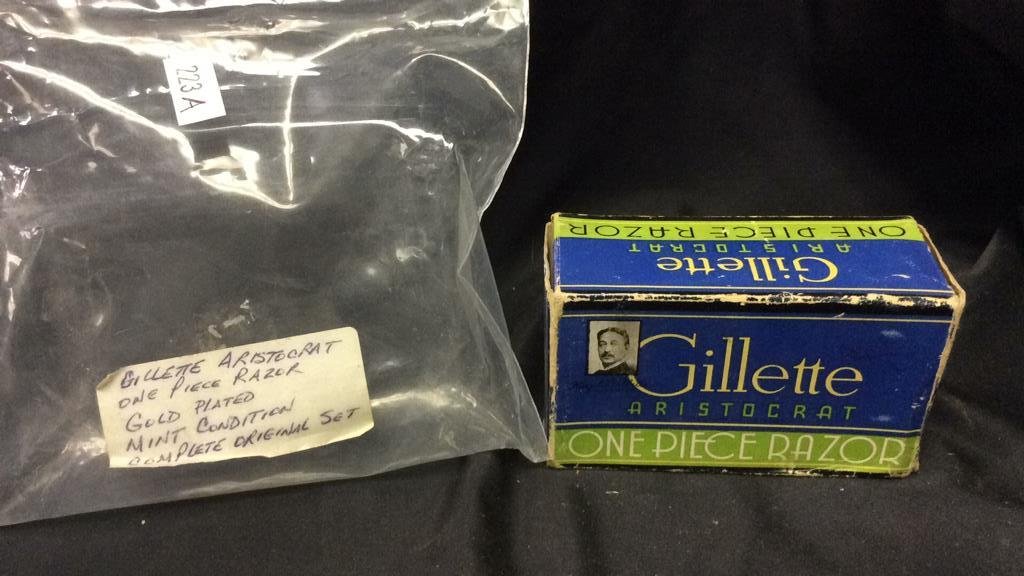 223 A
GILLETTE ARISTOCRAT
ONE PIECE RAZOR
GOLD PLATED
MINT CONDITION
COMPLETE ORIGINAL SET
ONE PIECE RAZOR
ARISTOCRAT
Gillette
Gillette
ARISTOCRAT
ONE PIECE RAZOR